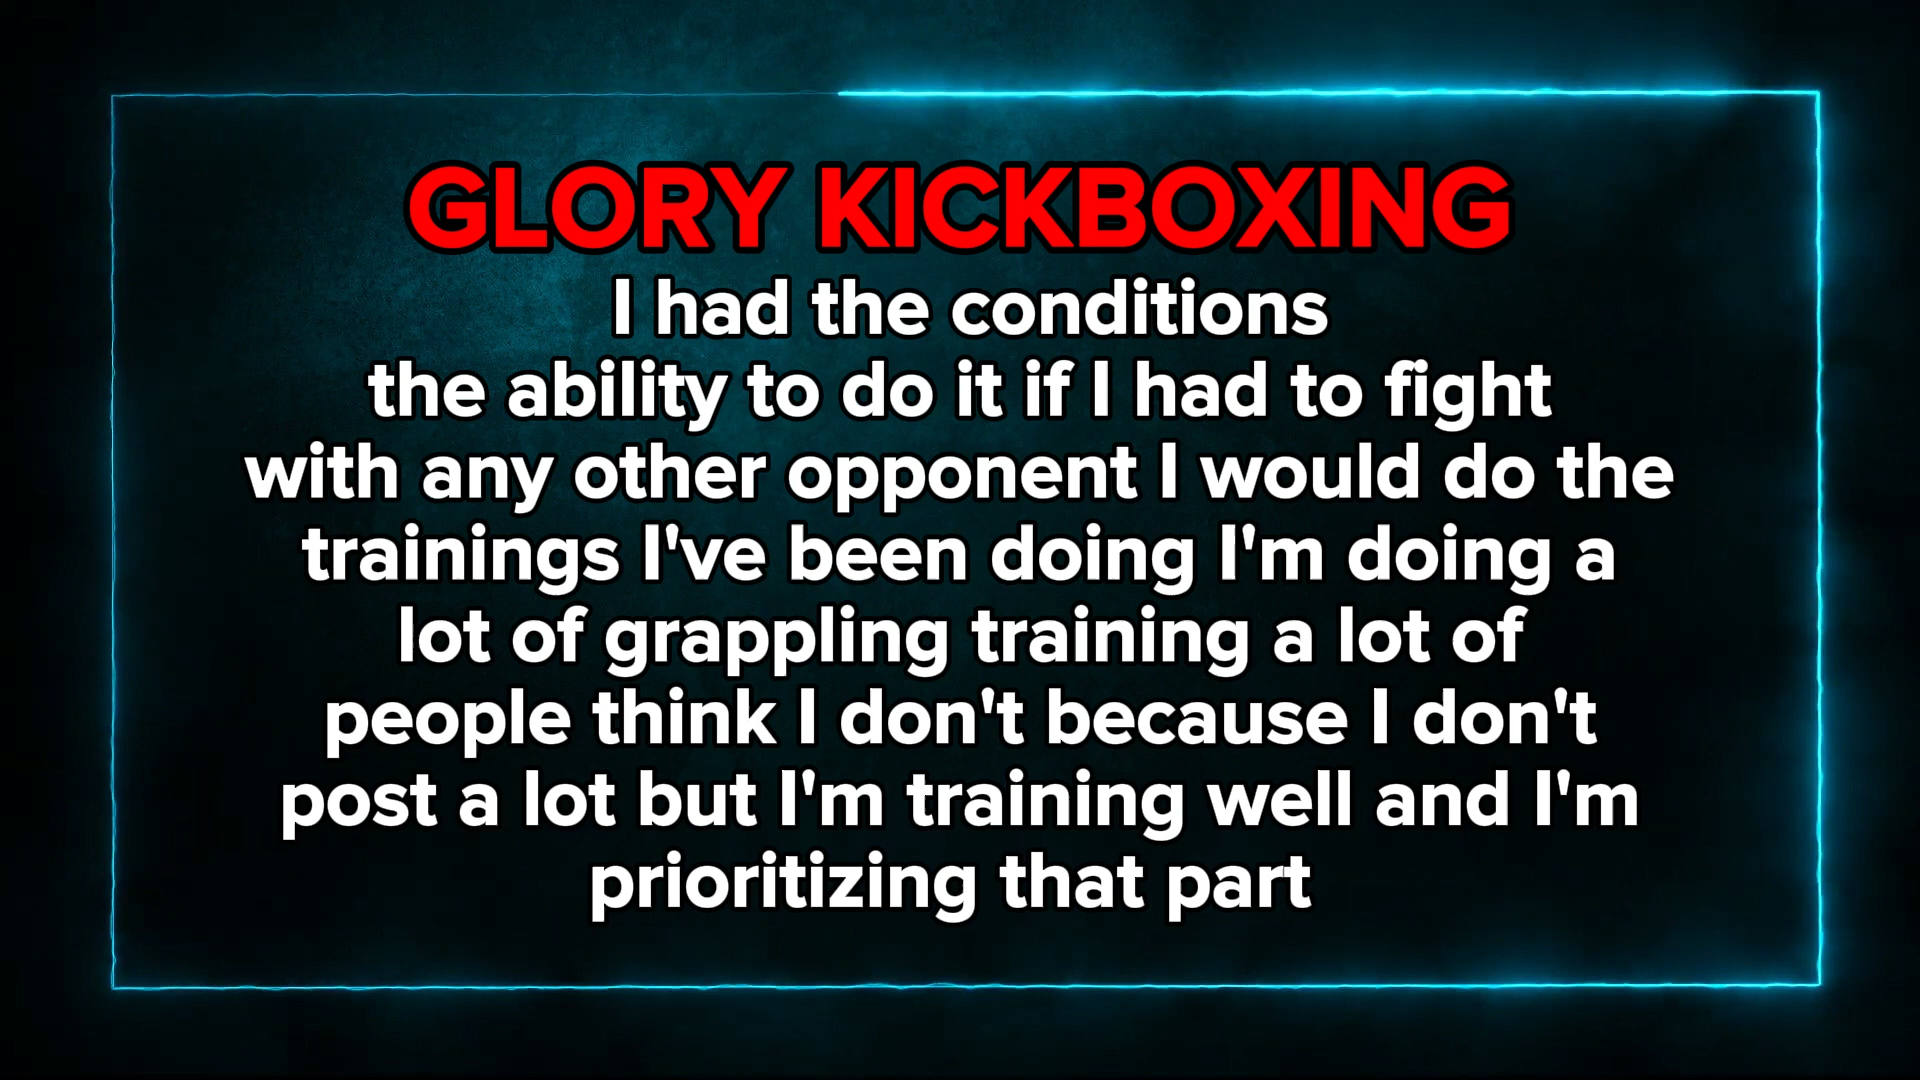 GLORY KICKBOXING
I had the conditions
the ability to do it if I had to fight
with any other opponent I would do the
trainings I've been doing I'm doing a
lot of grappling training a lot of
people think I don't because I don't
post a lot but I'm training well and I'm
prioritizing that part